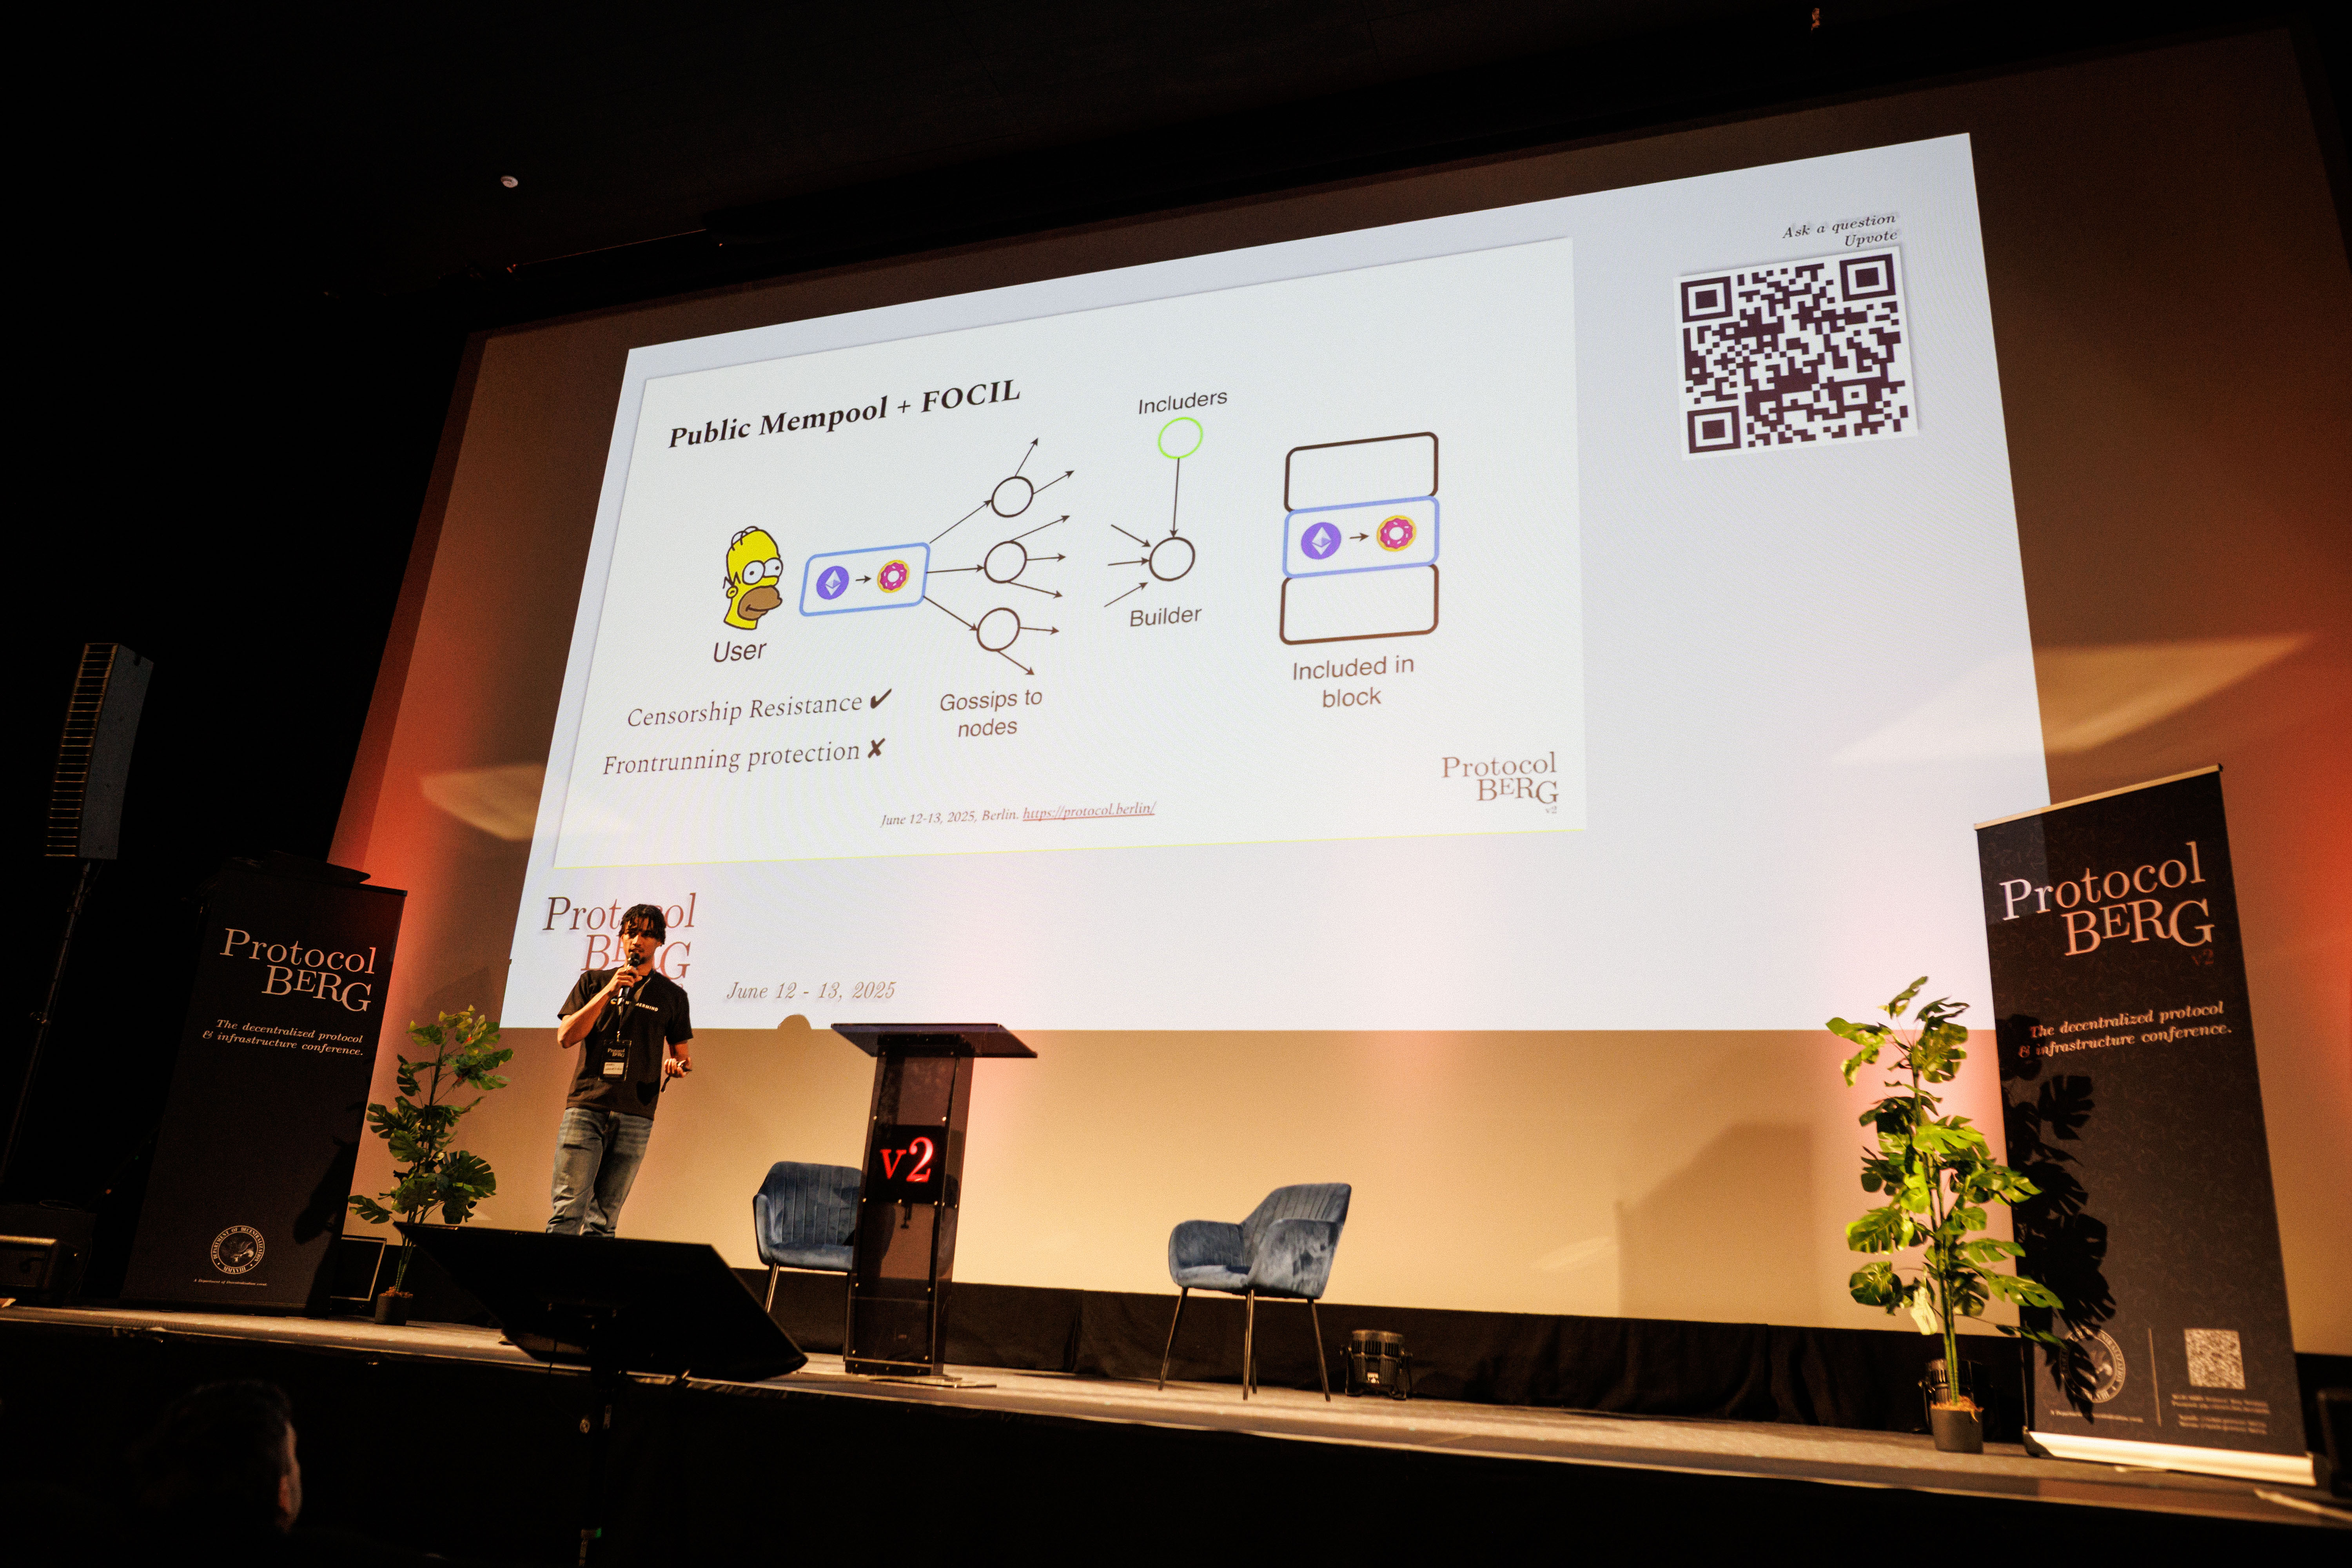 Ask a question
Upvote
Public Mempool + FOCIL
Includers
User
Builder
Gossips to
nodes
Included in
block
Censorship Resistance ✔
Frontrunning protection ✘
June 12-13, 2025, Berlin. https://protocol.berlin/
Protocol
BERG
v2
Protocol
BERG
June 12 - 13, 2025
Protocol
BERG
The decentralized protocol
& infrastructure conference.
v2
Protocol
BERG
v2
The decentralized protocol
& infrastructure conference.